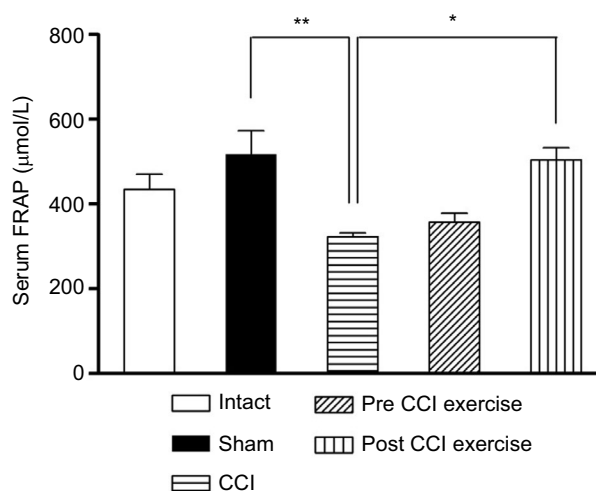 800
600
400
200
0
Serum FRAP (μmol/L)
**
*
Intact
Sham
CCI
Pre CCI exercise
Post CCI exercise